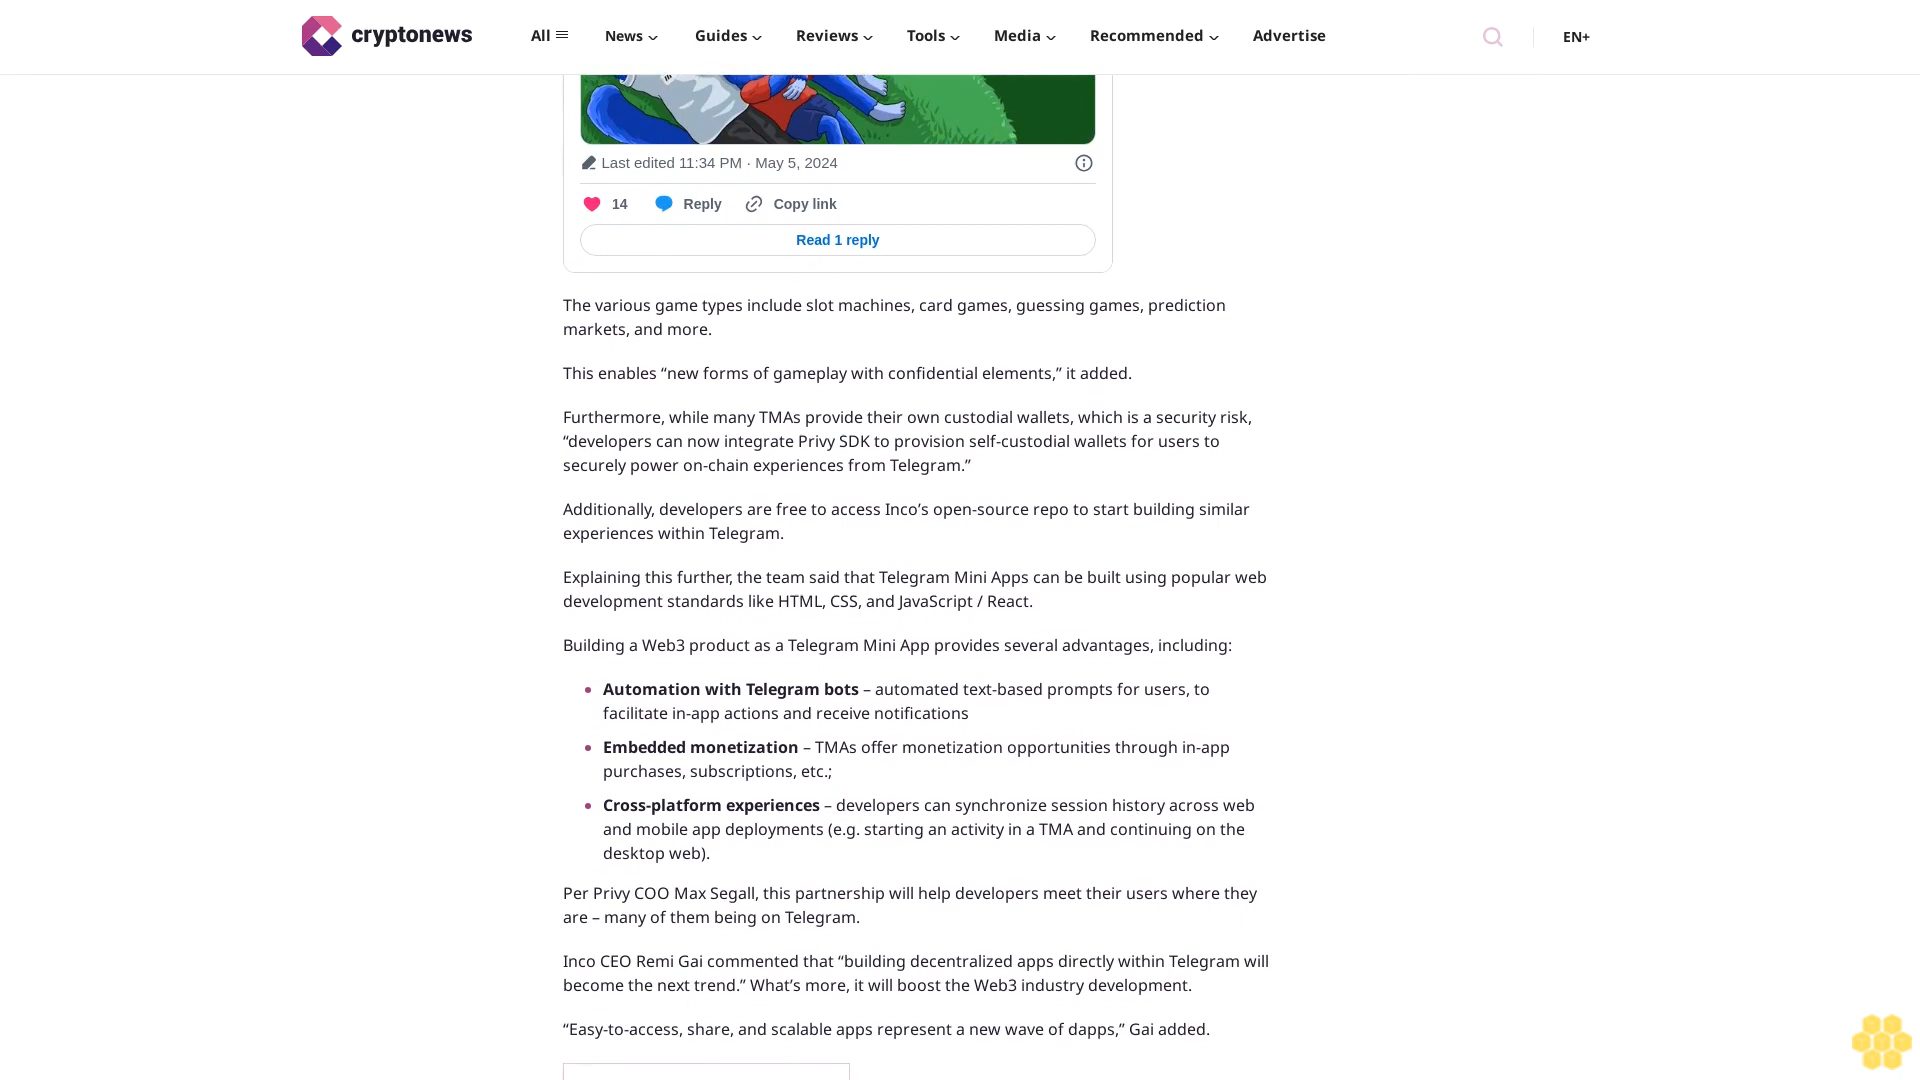 cryptonews
All News Guides Reviews Tools Media Recommended Advertise EN+
Last edited 11:34 PM · May 5, 2024
14 Reply Copy link
Read 1 reply
The various game types include slot machines, card games, guessing games, prediction
markets, and more.
This enables “new forms of gameplay with confidential elements,” it added.
Furthermore, while many TMAs provide their own custodial wallets, which is a security risk,
“developers can now integrate Privy SDK to provision self-custodial wallets for users to
securely power on-chain experiences from Telegram.”
Additionally, developers are free to access Inco’s open-source repo to start building similar
experiences within Telegram.
Explaining this further, the team said that Telegram Mini Apps can be built using popular web
development standards like HTML, CSS, and JavaScript / React.
Building a Web3 product as a Telegram Mini App provides several advantages, including:
Automation with Telegram bots – automated text-based prompts for users, to
facilitate in-app actions and receive notifications
Embedded monetization – TMAs offer monetization opportunities through in-app
purchases, subscriptions, etc.;
Cross-platform experiences – developers can synchronize session history across web
and mobile app deployments (e.g. starting an activity in a TMA and continuing on the
desktop web).
Per Privy COO Max Segall, this partnership will help developers meet their users where they
are – many of them being on Telegram.
Inco CEO Remi Gai commented that “building decentralized apps directly within Telegram will
become the next trend.” What’s more, it will boost the Web3 industry development.
“Easy-to-access, share, and scalable apps represent a new wave of dapps,” Gai added.